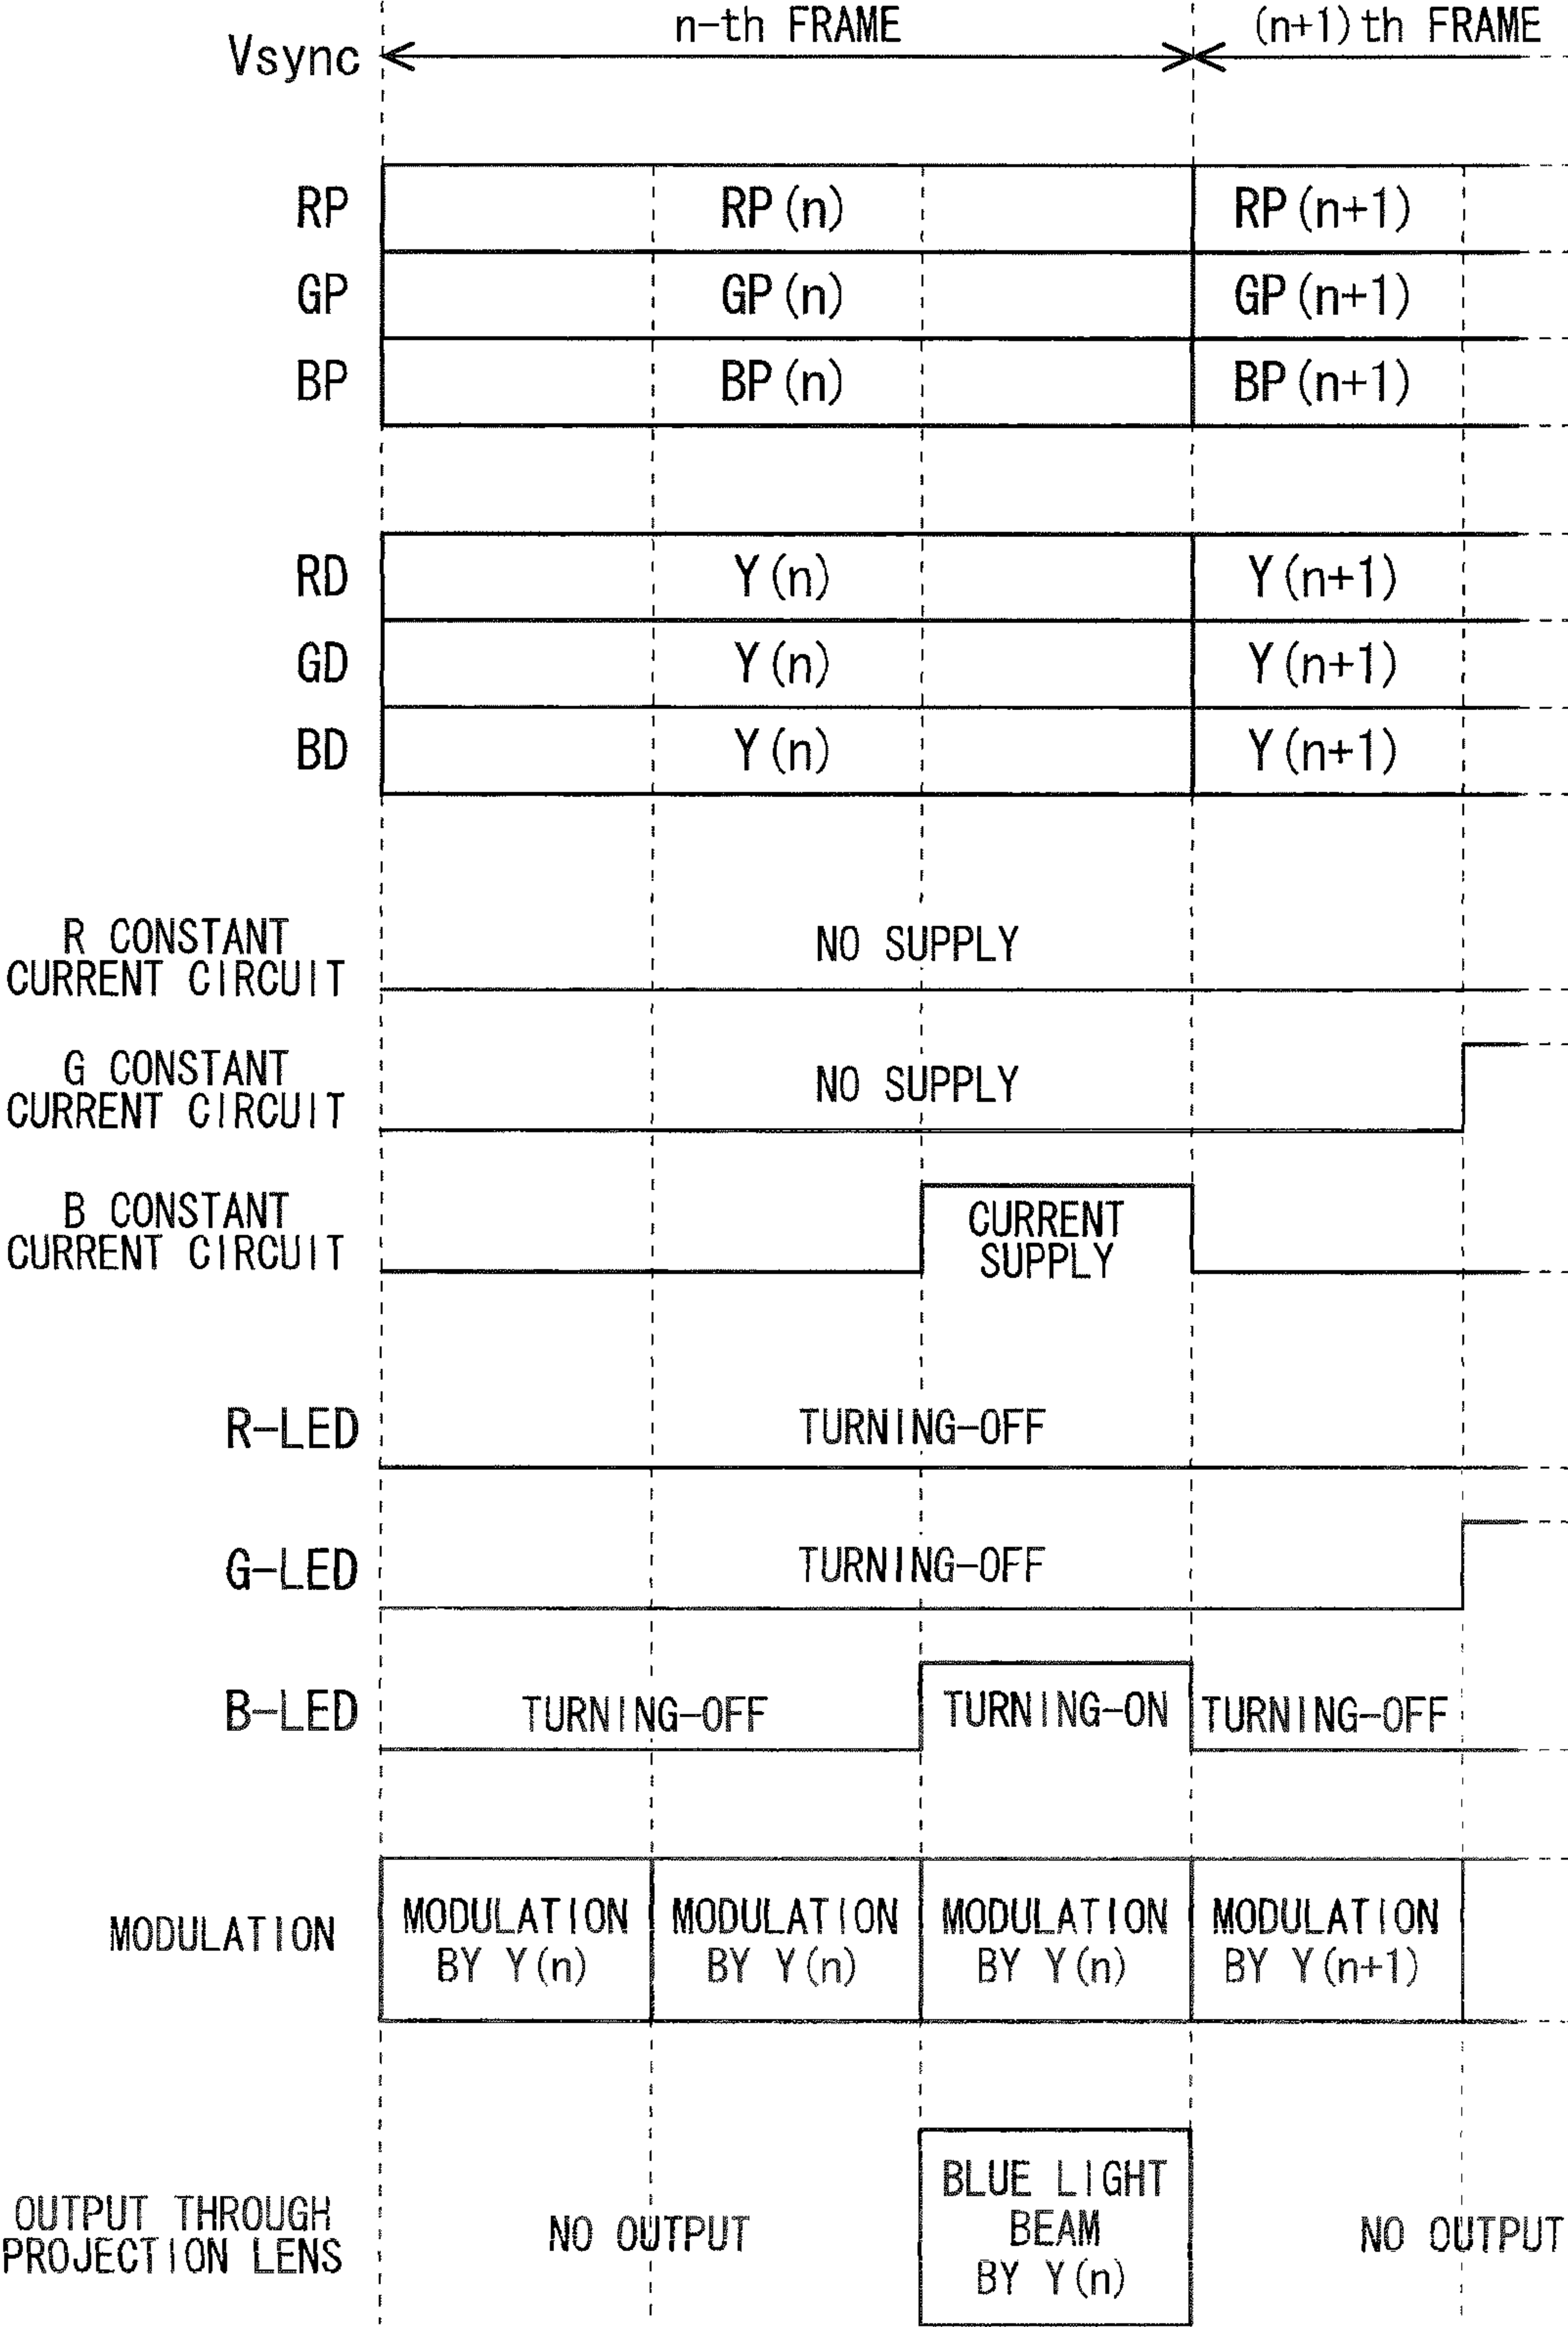 n-th FRAME
(n+1)th FRAME
Vsync
RP
RP(n)
RP(n+1)
GP
GP(n)
GP(n+1)
BP
BP(n)
BP(n+1)
RD
Y(n)
Y(n+1)
GD
Y(n)
Y(n+1)
BD
Y(n)
Y(n+1)
R CONSTANT
CURRENT CIRCUIT
NO SUPPLY
G CONSTANT
CURRENT CIRCUIT
NO SUPPLY
B CONSTANT
CURRENT CIRCUIT
CURRENT
SUPPLY
R-LED
TURNING-OFF
G-LED
TURNING-OFF
B-LED
TURNING-OFF
TURNING-ON
TURNING-OFF
MODULATION
MODULATION
BY Y(n)
MODULATION
BY Y(n)
MODULATION
BY Y(n)
MODULATION
BY Y(n+1)
OUTPUT THROUGH
PROJECTION LENS
NO OUTPUT
BLUE LIGHT
BEAM
BY Y(n)
NO OUTPUT